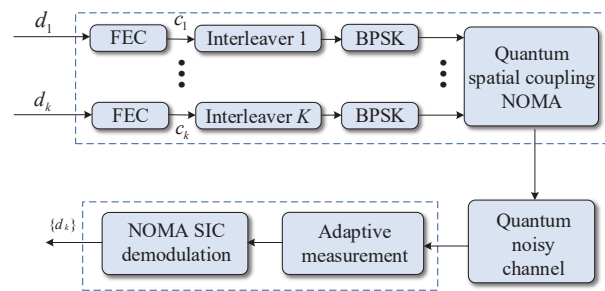 d1 FEC c1 Interleaver 1 BPSK
Quantum
spatial coupling
NOMA
dk FEC ck Interleaver K BPSK
Quantum
noisy
channel
Adaptive
measurement
NOMA SIC
demodulation
{dk}